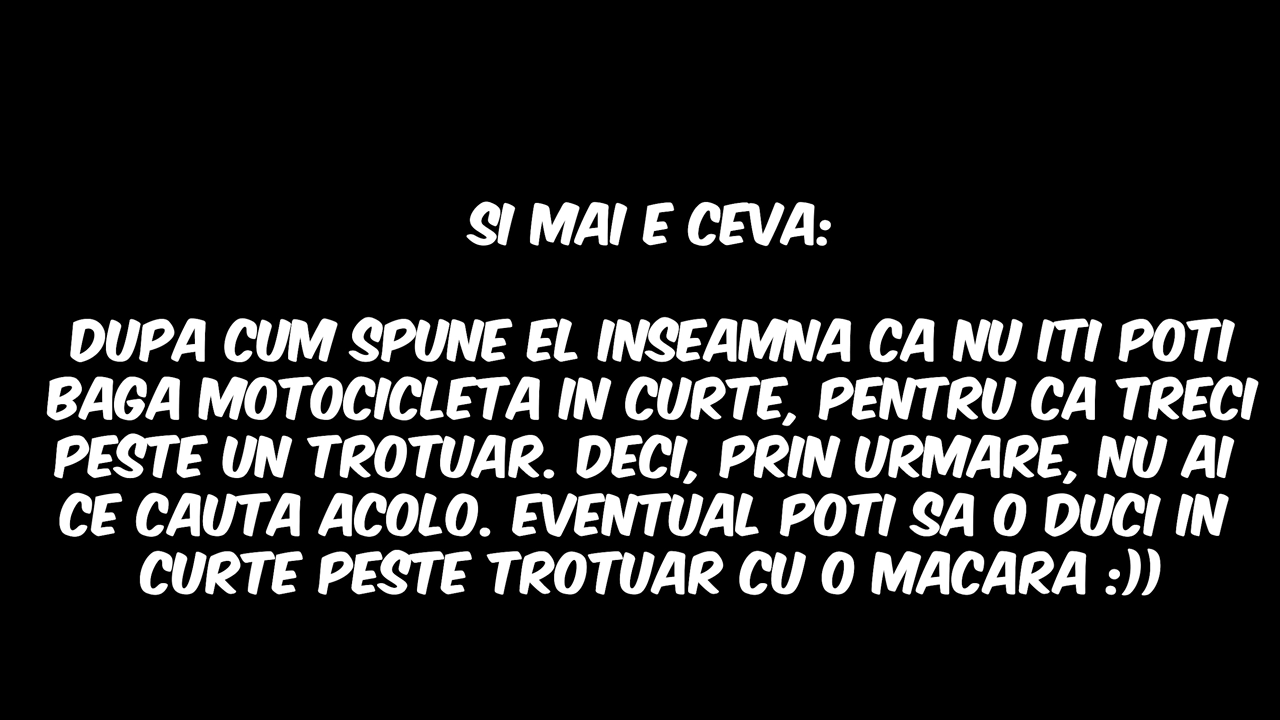 SI MAI E CEVA:
DUPA CUM SPUNE EL INSEAMNA CA NU ITI POTI
BAGA MOTOCICLETA IN CURTE, PENTRU CA TRECI
PESTE UN TROTUAR. DECI, PRIN URMARE, NU AI
CE CAUTA ACOLO. EVENTUAL POTI SA O DUCI IN
CURTE PESTE TROTUAR CU O MACARA :))